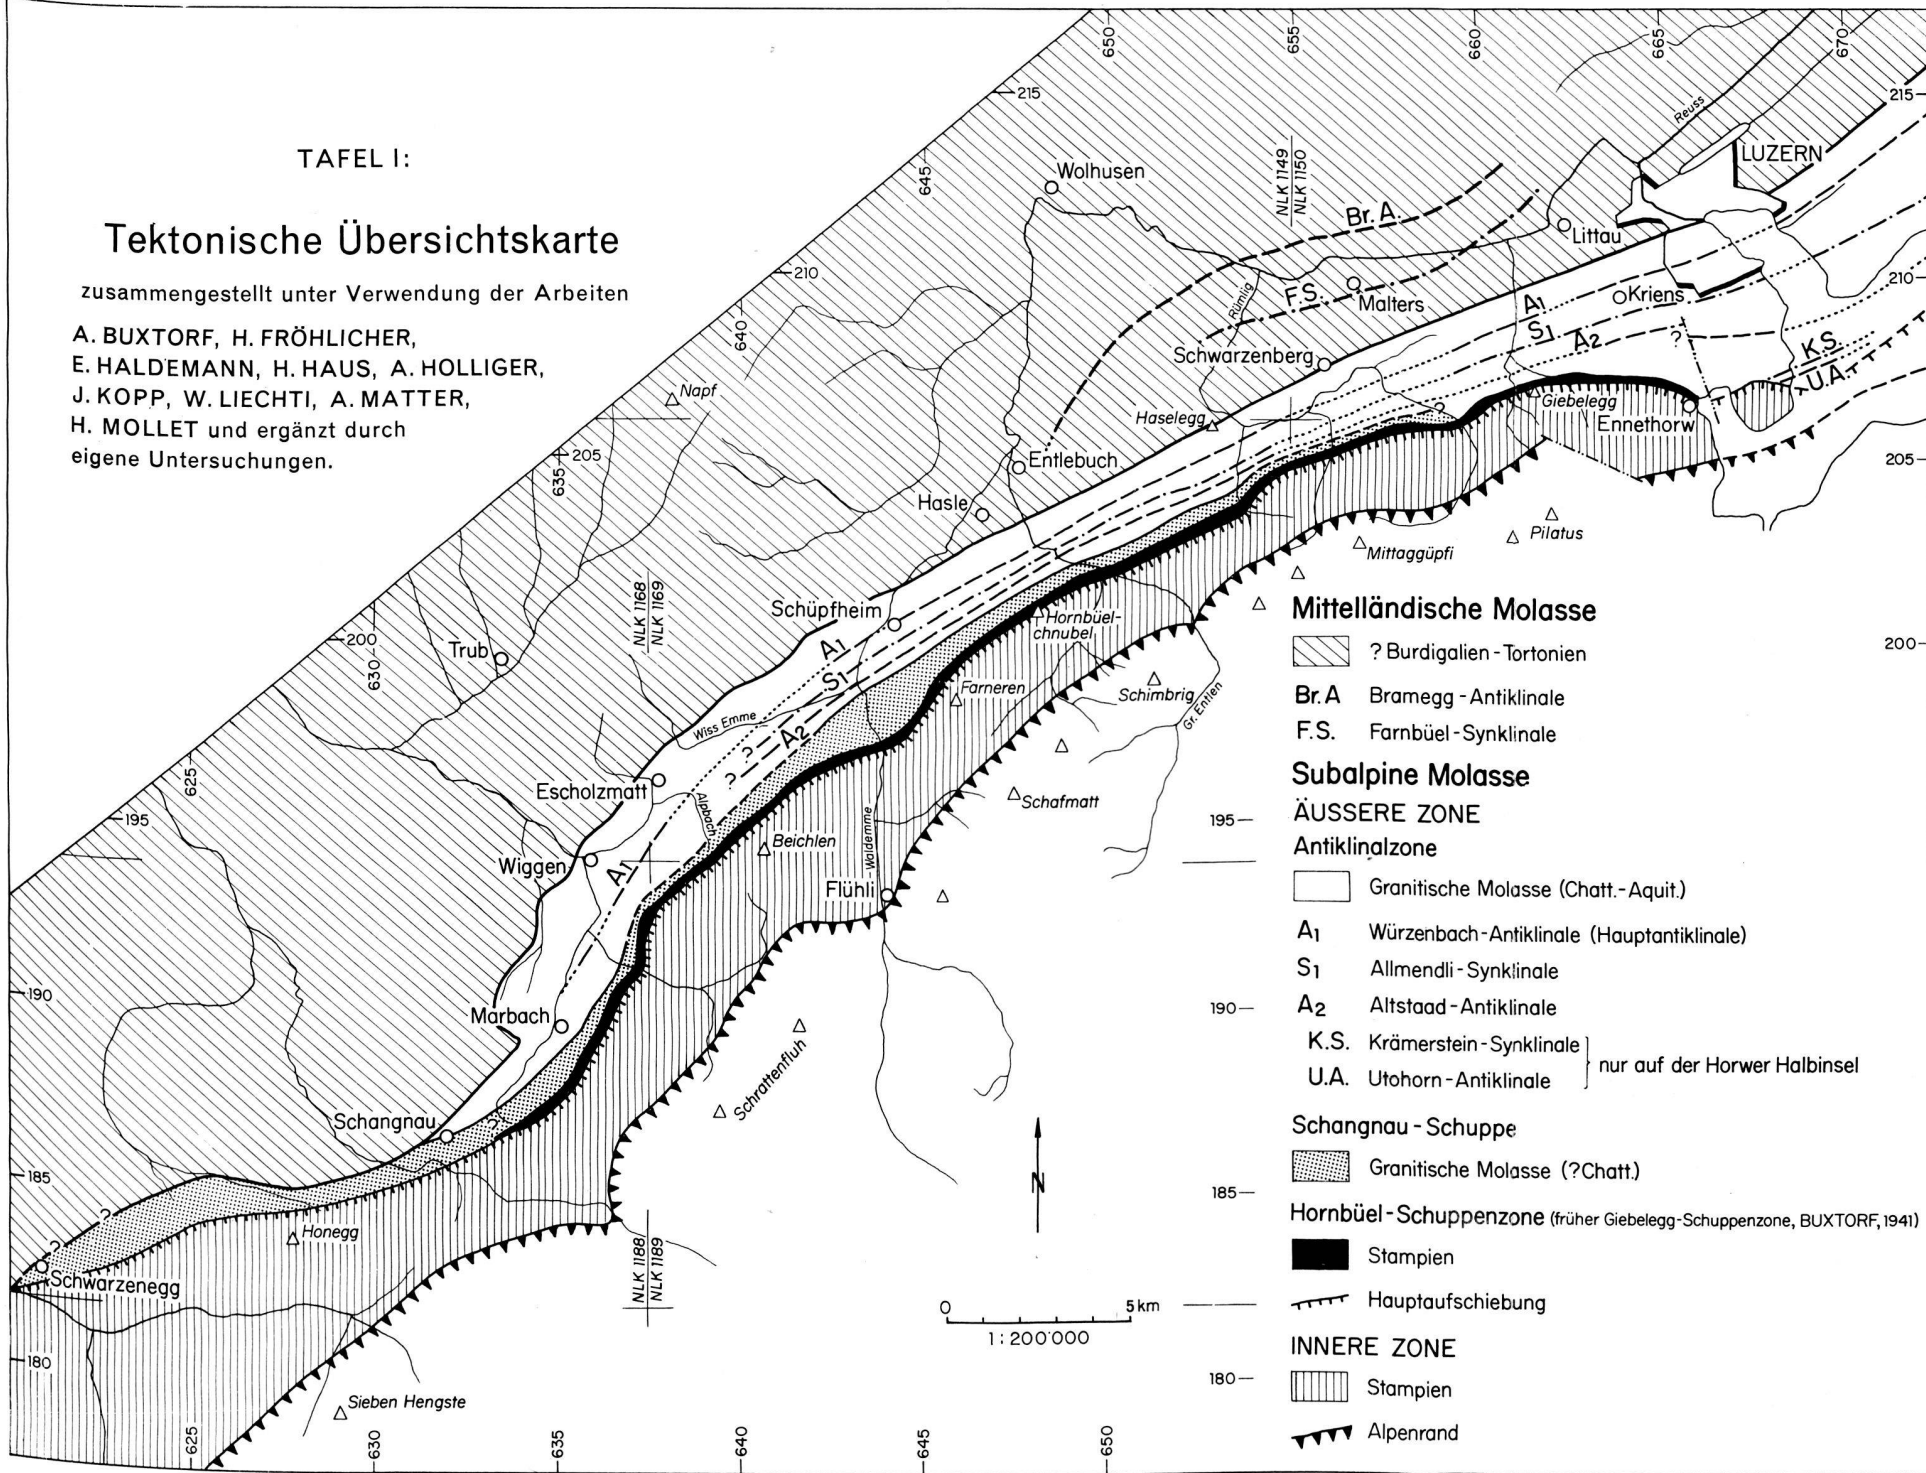 TAFEL I:
Tektonische Übersichtskarte
zusammengestellt unter Verwendung der Arbeiten
A. BUXTORF, H. FRÖHLICHER,
E. HALDEMANN, H. HAUS, A. HOLLIGER,
J. KOPP, W. LIECHTI, A. MATTER,
H. MOLLET und ergänzt durch
eigene Untersuchungen.
650
655
660
665
670
215
215
Reuss
LUZERN
Wolhusen
645
NLK 1149
NLK 1150
Br. A.
Littau
210
F.S.
Malters
Rümlig
A1
S1
A2
Kriens
210
?
K.S.
U.A.
640
Schwarzenberg
Napf
Haselegg
?
Giebelegg
Ennethorw
Entlebuch
205
635
205
Hasle
Pilatus
Mittaggüpfi
NLK 1168
NLK 1169
Schüpfheim
Hornbüel-
chnubel
200
630
Trub
A1
S1
200
Farneren
Schimbrig
Gr. Entlen
Wiss Emme
A2
?
?
625
Escholzmatt
Schafmatt
Alpbach
195
195
Beichlen
Waldemme
Wiggen
A1
Flühli
190
190
Marbach
Schrattenfluh
Schangnau
?
185
185
?
Honegg
N
?
Schwarzenegg
NLK 1188
NLK 1189
0 5 km
1:200'000
180
180
Sieben Hengste
625
630
635
640
645
650
Mittelländische Molasse
? Burdigalien - Tortonien
Br. A Bramegg - Antiklinale
F.S. Farnbüel - Synklinale
Subalpine Molasse
ÄUSSERE ZONE
Antiklinalzone
Granitische Molasse (Chatt.-Aquit.)
A1 Würzenbach - Antiklinale (Hauptantiklinale)
S1 Allmendli - Synklinale
A2 Altstaad - Antiklinale
K.S. Krämerstein - Synklinale
U.A. Utohorn - Antiklinale
nur auf der Horwer Halbinsel
Schangnau - Schuppe
Granitische Molasse (?Chatt.)
Hornbüel - Schuppenzone (früher Giebelegg-Schuppenzone, BUXTORF, 1941)
Stampien
Hauptaufschiebung
INNERE ZONE
Stampien
Alpenrand